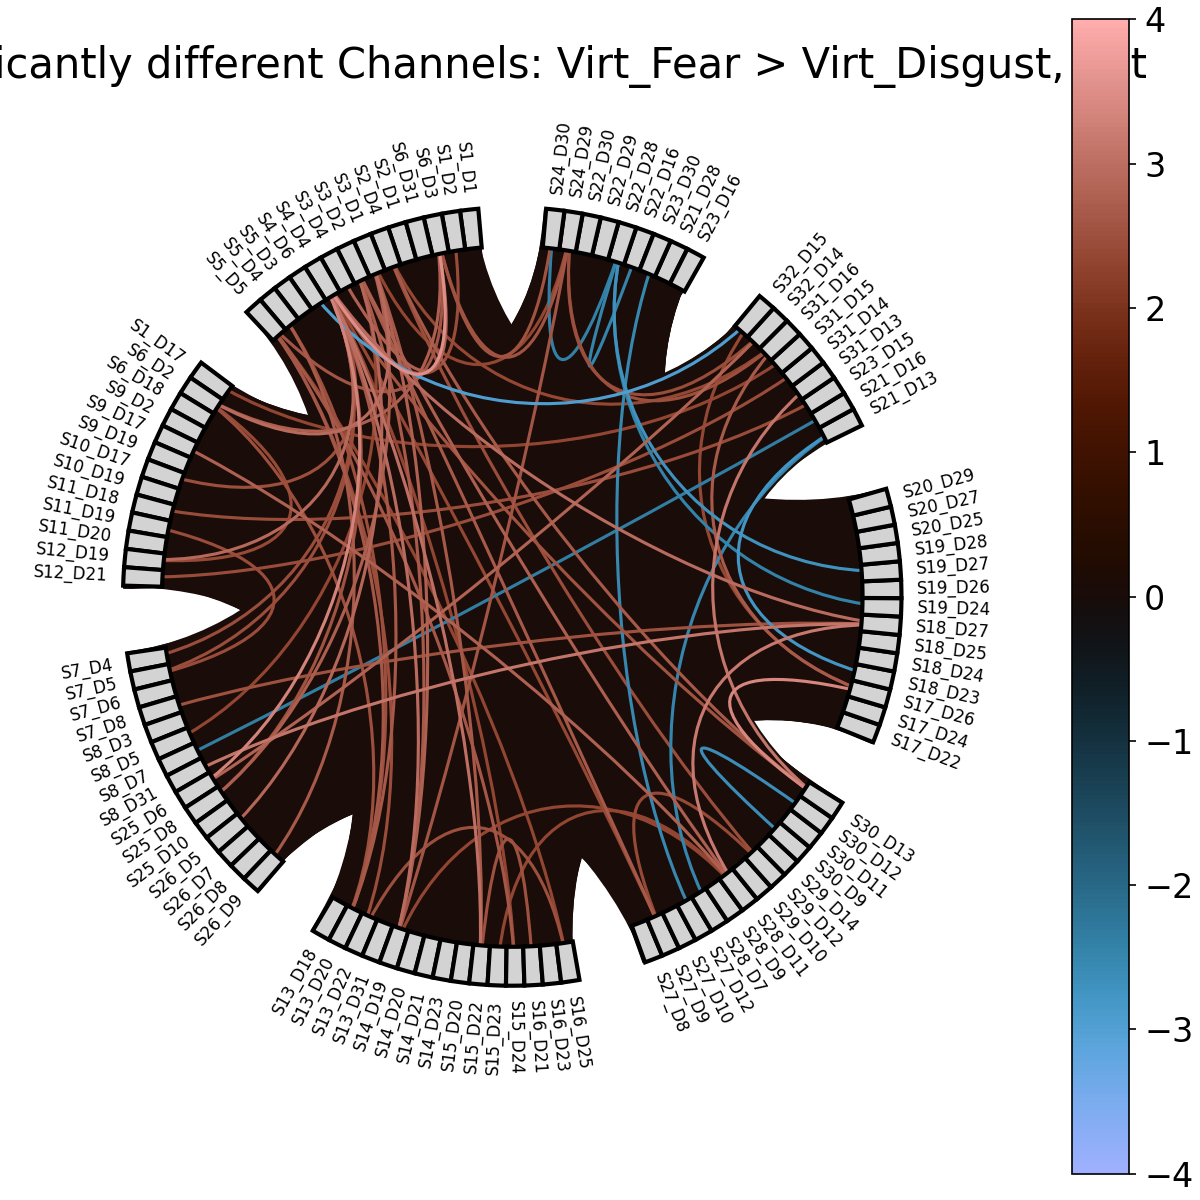 icantly different Channels: Virt_Fear > Virt_Disgust, t
S24_D30
S24_D29
S22_D30
S22_D29
S22_D28
S22_D16
S23_D30
S21_D28
S23_D16
S32_D15
S32_D14
S31_D16
S31_D15
S31_D14
S31_D13
S23_D15
S21_D16
S21_D13
S20_D29
S20_D27
S20_D25
S19_D28
S19_D27
S19_D26
S19_D24
S18_D27
S18_D25
S18_D24
S18_D23
S17_D26
S17_D24
S17_D22
S30_D13
S30_D12
S30_D11
S30_D9
S29_D14
S29_D12
S29_D10
S28_D11
S28_D9
S28_D7
S27_D12
S27_D10
S27_D9
S27_D8
S16_D25
S16_D23
S16_D21
S15_D24
S15_D23
S15_D22
S15_D20
S14_D23
S14_D21
S14_D20
S14_D19
S13_D31
S13_D22
S13_D20
S13_D18
S26_D9
S26_D8
S26_D7
S26_D5
S25_D10
S25_D8
S25_D6
S8_D31
S8_D7
S8_D5
S8_D3
S7_D8
S7_D6
S7_D5
S7_D4
S12_D21
S12_D19
S11_D20
S11_D19
S11_D18
S10_D19
S10_D17
S9_D19
S9_D17
S9_D2
S6_D18
S6_D2
S1_D17
S5_D5
S5_D4
S5_D3
S4_D6
S4_D4
S3_D4
S3_D2
S3_D1
S2_D4
S2_D1
S6_D31
S6_D3
S1_D2
S1_D1
4
3
2
1
0
−1
−2
−3
−4